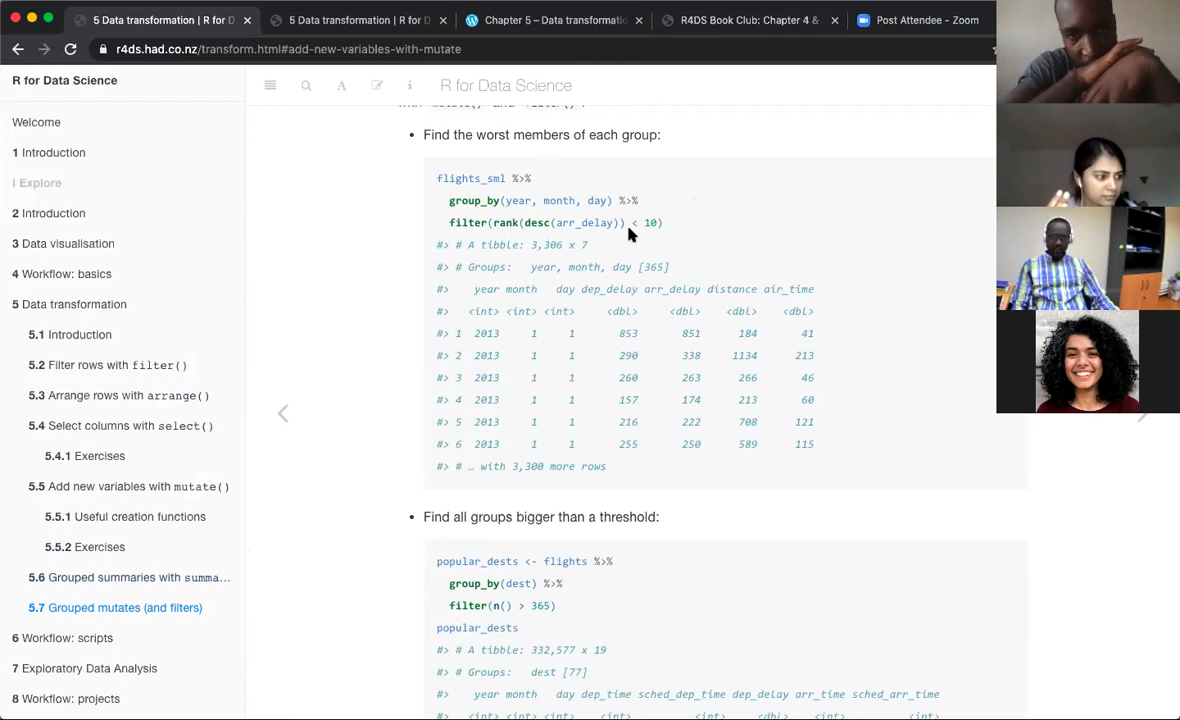 5 Data transformation | R for D
5 Data transformation | R for D
Chapter 5 – Data transformatio
R4DS Book Club: Chapter 4 &
Post Attendee - Zoom
r4ds.had.co.nz/transform.html#add-new-variables-with-mutate
R for Data Science
R for Data Science
Welcome
1 Introduction
I Explore
2 Introduction
3 Data visualisation
4 Workflow: basics
5 Data transformation
5.1 Introduction
5.2 Filter rows with filter()
5.3 Arrange rows with arrange()
5.4 Select columns with select()
5.4.1 Exercises
5.5 Add new variables with mutate()
5.5.1 Useful creation functions
5.5.2 Exercises
5.6 Grouped summaries with summa...
5.7 Grouped mutates (and filters)
6 Workflow: scripts
7 Exploratory Data Analysis
8 Workflow: projects
with mutate() and filter():
• Find the worst members of each group:
flights_sml %>%
group_by(year, month, day) %>%
filter(rank(desc(arr_delay)) < 10)
#> # A tibble: 3,306 x 7
#> # Groups: year, month, day [365]
#> year month day dep_delay arr_delay distance air_time
#> <int> <int> <int> <dbl> <dbl> <dbl> <dbl>
#> 1 2013 1 1 853 851 184 41
#> 2 2013 1 1 290 338 1134 213
#> 3 2013 1 1 260 263 266 46
#> 4 2013 1 1 157 174 213 60
#> 5 2013 1 1 216 222 708 121
#> 6 2013 1 1 255 250 589 115
#> # … with 3,300 more rows
• Find all groups bigger than a threshold:
popular_dests <- flights %>%
group_by(dest) %>%
filter(n() > 365)
popular_dests
#> # A tibble: 332,577 x 19
#> # Groups: dest [77]
#> year month day dep_time sched_dep_time dep_delay arr_time sched_arr_time
#> <int> <int> <int> <int> <int> <dbl> <int> <int>